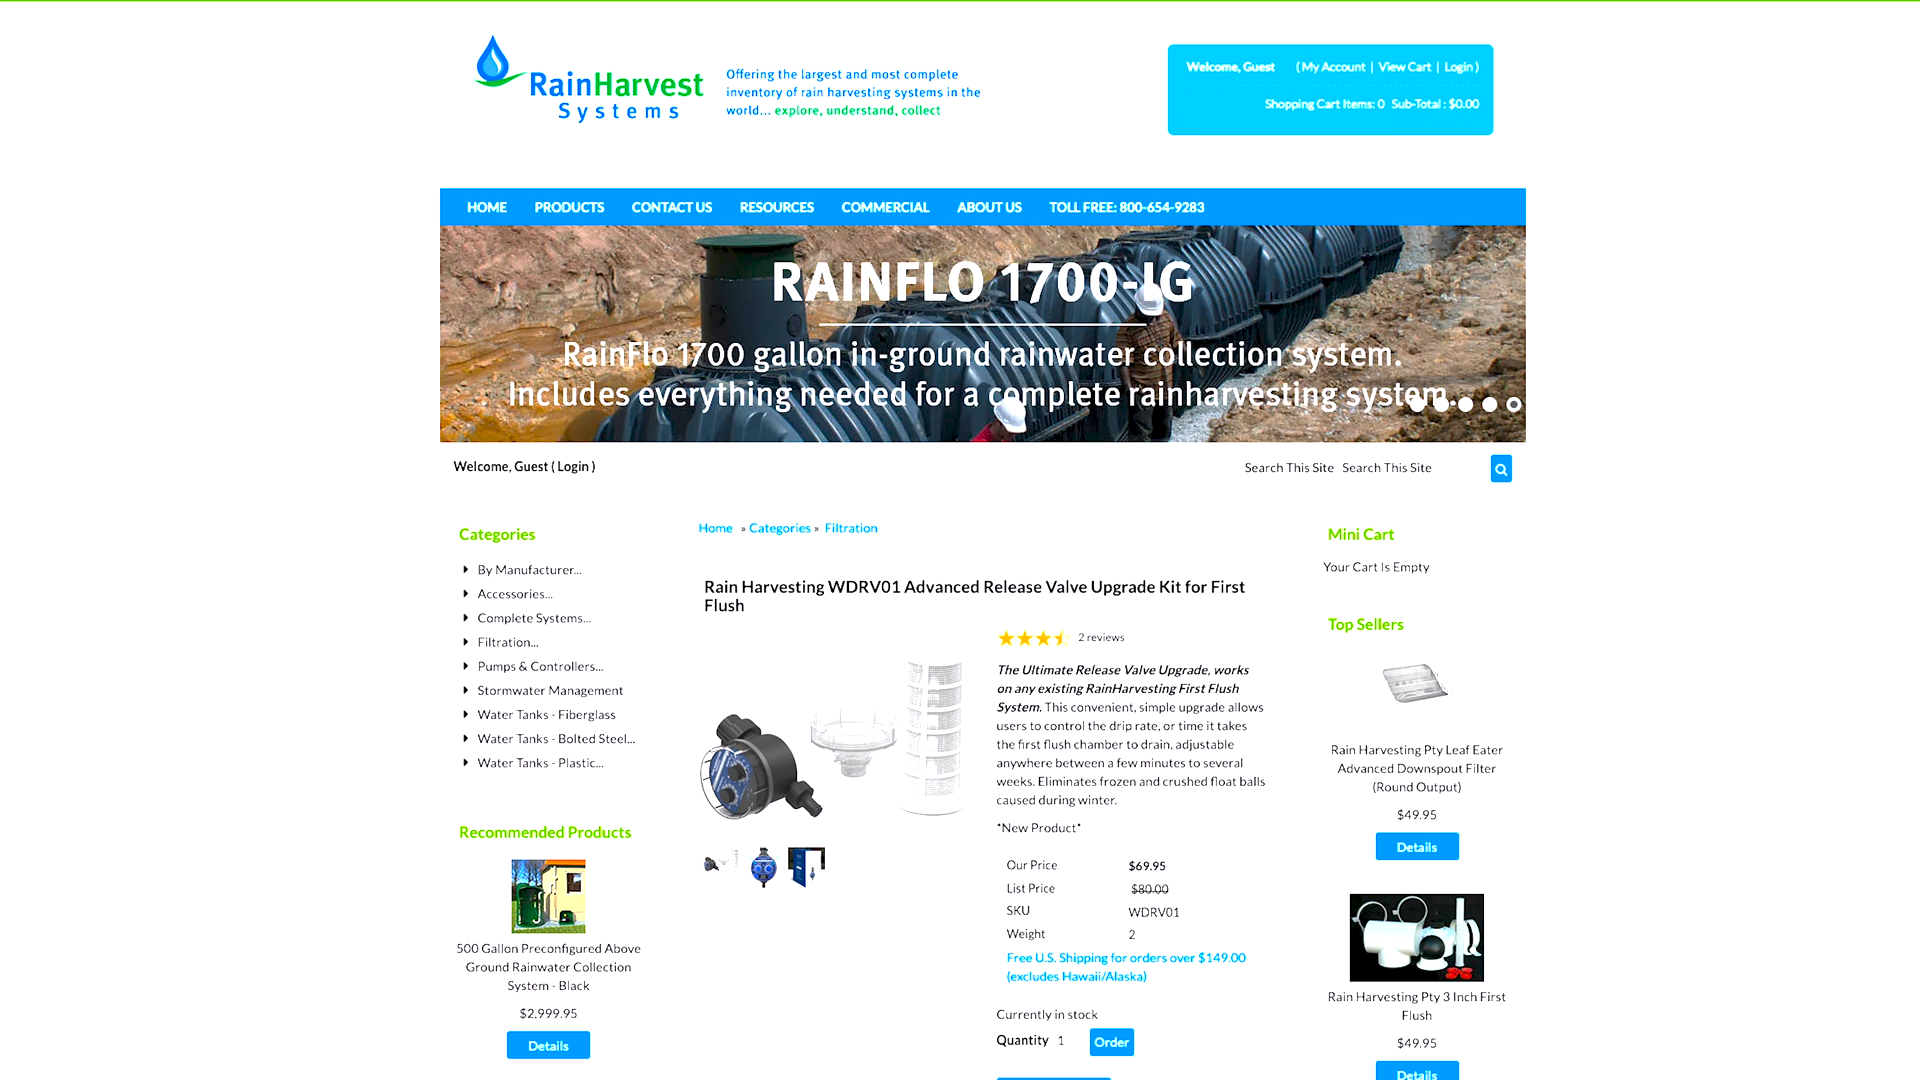 RainHarvest
Systems
Offering the largest and most complete
inventory of rain harvesting systems in the
world... explore, understand, collect
Welcome, Guest ( My Account | View Cart | Login )
Shopping Cart Items: 0 Sub-Total : $0.00
HOME PRODUCTS CONTACT US RESOURCES COMMERCIAL ABOUT US TOLL FREE: 800-654-9283
RAINFLO 1700-IG
RainFlo 1700 gallon in-ground rainwater collection system.
Includes everything needed for a complete rainharvesting system.
Welcome, Guest ( Login )
Search This Site Search This Site
Categories
By Manufacturer...
Accessories...
Complete Systems...
Filtration...
Pumps & Controllers...
Stormwater Management
Water Tanks - Fiberglass
Water Tanks - Bolted Steel...
Water Tanks - Plastic...
Recommended Products
500 Gallon Preconfigured Above
Ground Rainwater Collection
System - Black
$2,999.95
Details
Home » Categories » Filtration
Rain Harvesting WDRV01 Advanced Release Valve Upgrade Kit for First
Flush
2 reviews
The Ultimate Release Valve Upgrade, works
on any existing RainHarvesting First Flush
System. This convenient, simple upgrade allows
users to control the drip rate, or time it takes
the first flush chamber to drain, adjustable
anywhere between a few minutes to several
weeks. Eliminates frozen and crushed float balls
caused during winter.
*New Product*
Our Price $69.95
List Price $80.00
SKU WDRV01
Weight 2
Free U.S. Shipping for orders over $149.00
(excludes Hawaii/Alaska)
Currently in stock
Quantity 1 Order
Mini Cart
Your Cart Is Empty
Top Sellers
Rain Harvesting Pty Leaf Eater
Advanced Downspout Filter
(Round Output)
$49.95
Details
Rain Harvesting Pty 3 Inch First
Flush
$49.95
Details